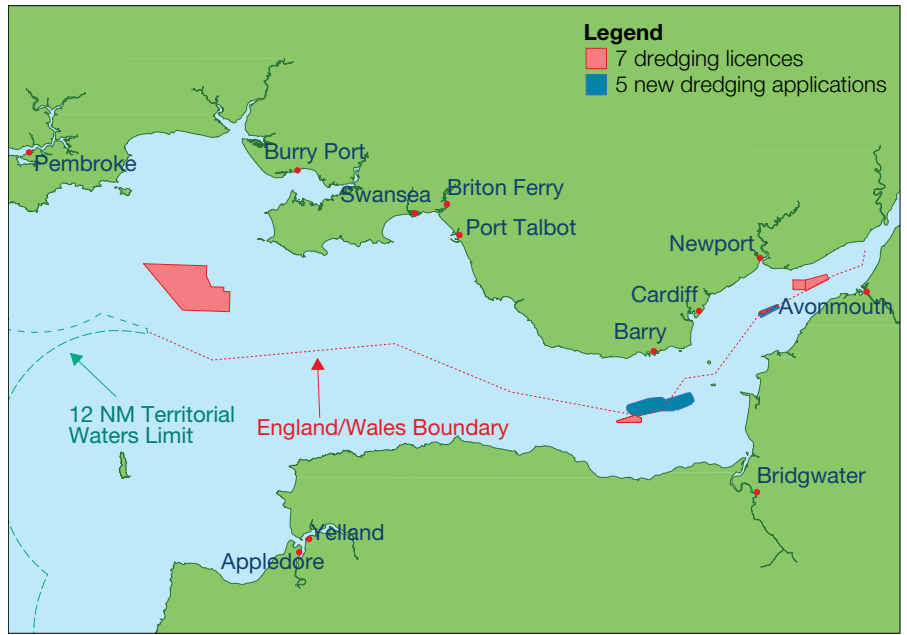 Legend
7 dredging licences
5 new dredging applications
Pembroke
Burry Port
Swansea
Briton Ferry
Port Talbot
Newport
Cardiff
Avonmouth
Barry
12 NM Territorial
Waters Limit
England/Wales Boundary
Bridgwater
Yelland
Appledore